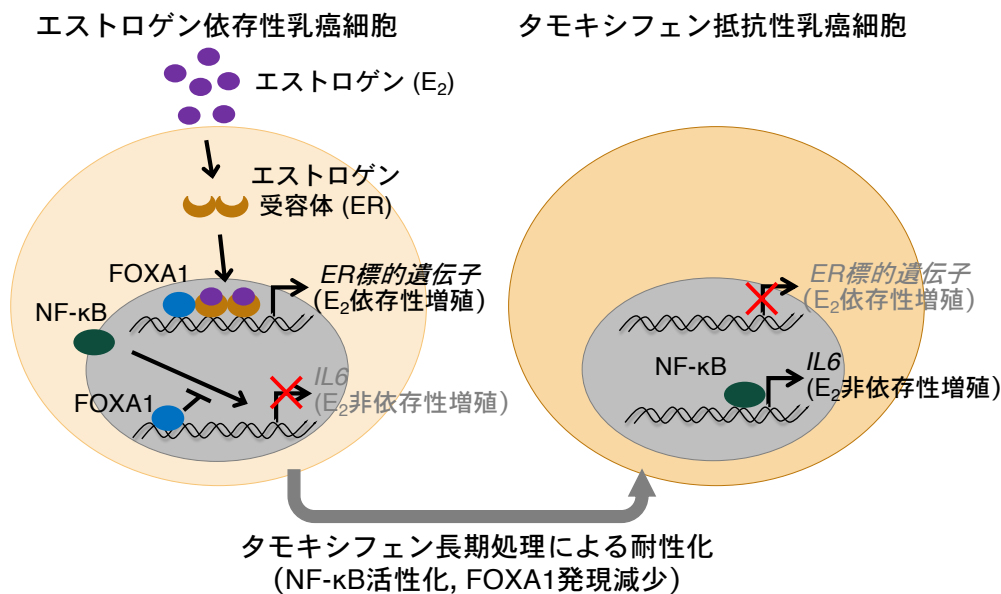 エストロゲン依存性乳癌細胞
エストロゲン (E₂)
エストロゲン
受容体 (ER)
FOXA1
ER標的遺伝子
(E₂依存性増殖)
NF-κB
FOXA1
IL6
(E₂非依存性増殖)
タモキシフェン抵抗性乳癌細胞
ER標的遺伝子
(E₂依存性増殖)
NF-κB
IL6
(E₂非依存性増殖)
タモキシフェン長期処理による耐性化
(NF-κB活性化, FOXA1発現減少)